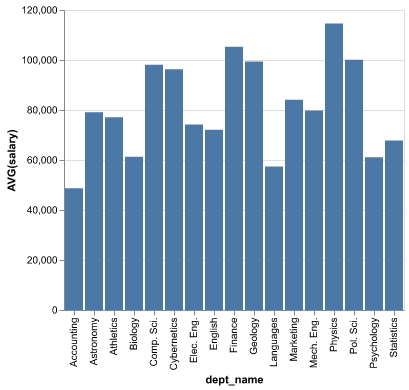 120,000
100,000
80,000
60,000
40,000
20,000
0
AVG(salary)
Accounting
Astronomy
Athletics
Biology
Comp. Sci.
Cybernetics
Elec. Eng.
English
Finance
Geology
Languages
Marketing
Mech. Eng.
Physics
Pol. Sci.
Psychology
Statistics
dept_name